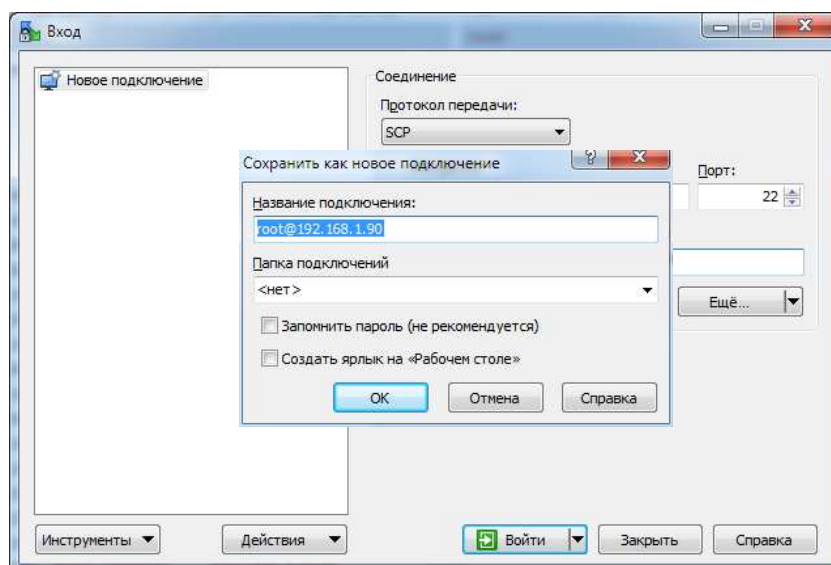 Вход
Новое подключение
Соединение
Протокол передачи:
SCP
Сохранить как новое подключение
Порт:
Название подключения:
22
root@192.168.1.90
Папка подключений
<нет>
Ещё...
Запомнить пароль (не рекомендуется)
Создать ярлык на «Рабочем столе»
OK
Отмена
Справка
Инструменты
Действия
Войти
Закрыть
Справка